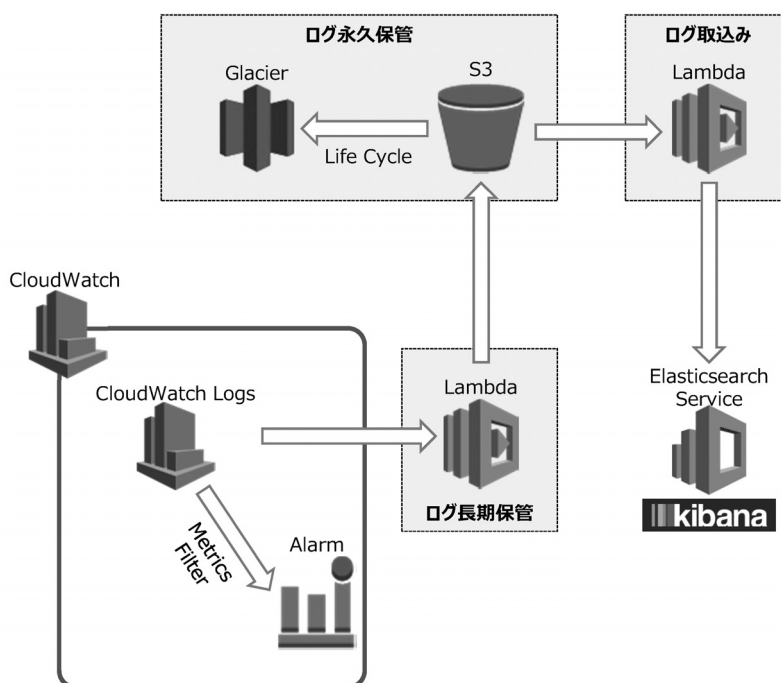 ログ永久保管
ログ取込み
Glacier
S3
Lambda
Life Cycle
CloudWatch
CloudWatch Logs
Lambda
Elasticsearch
Service
ログ長期保管
kibana
Metrics
Filter
Alarm